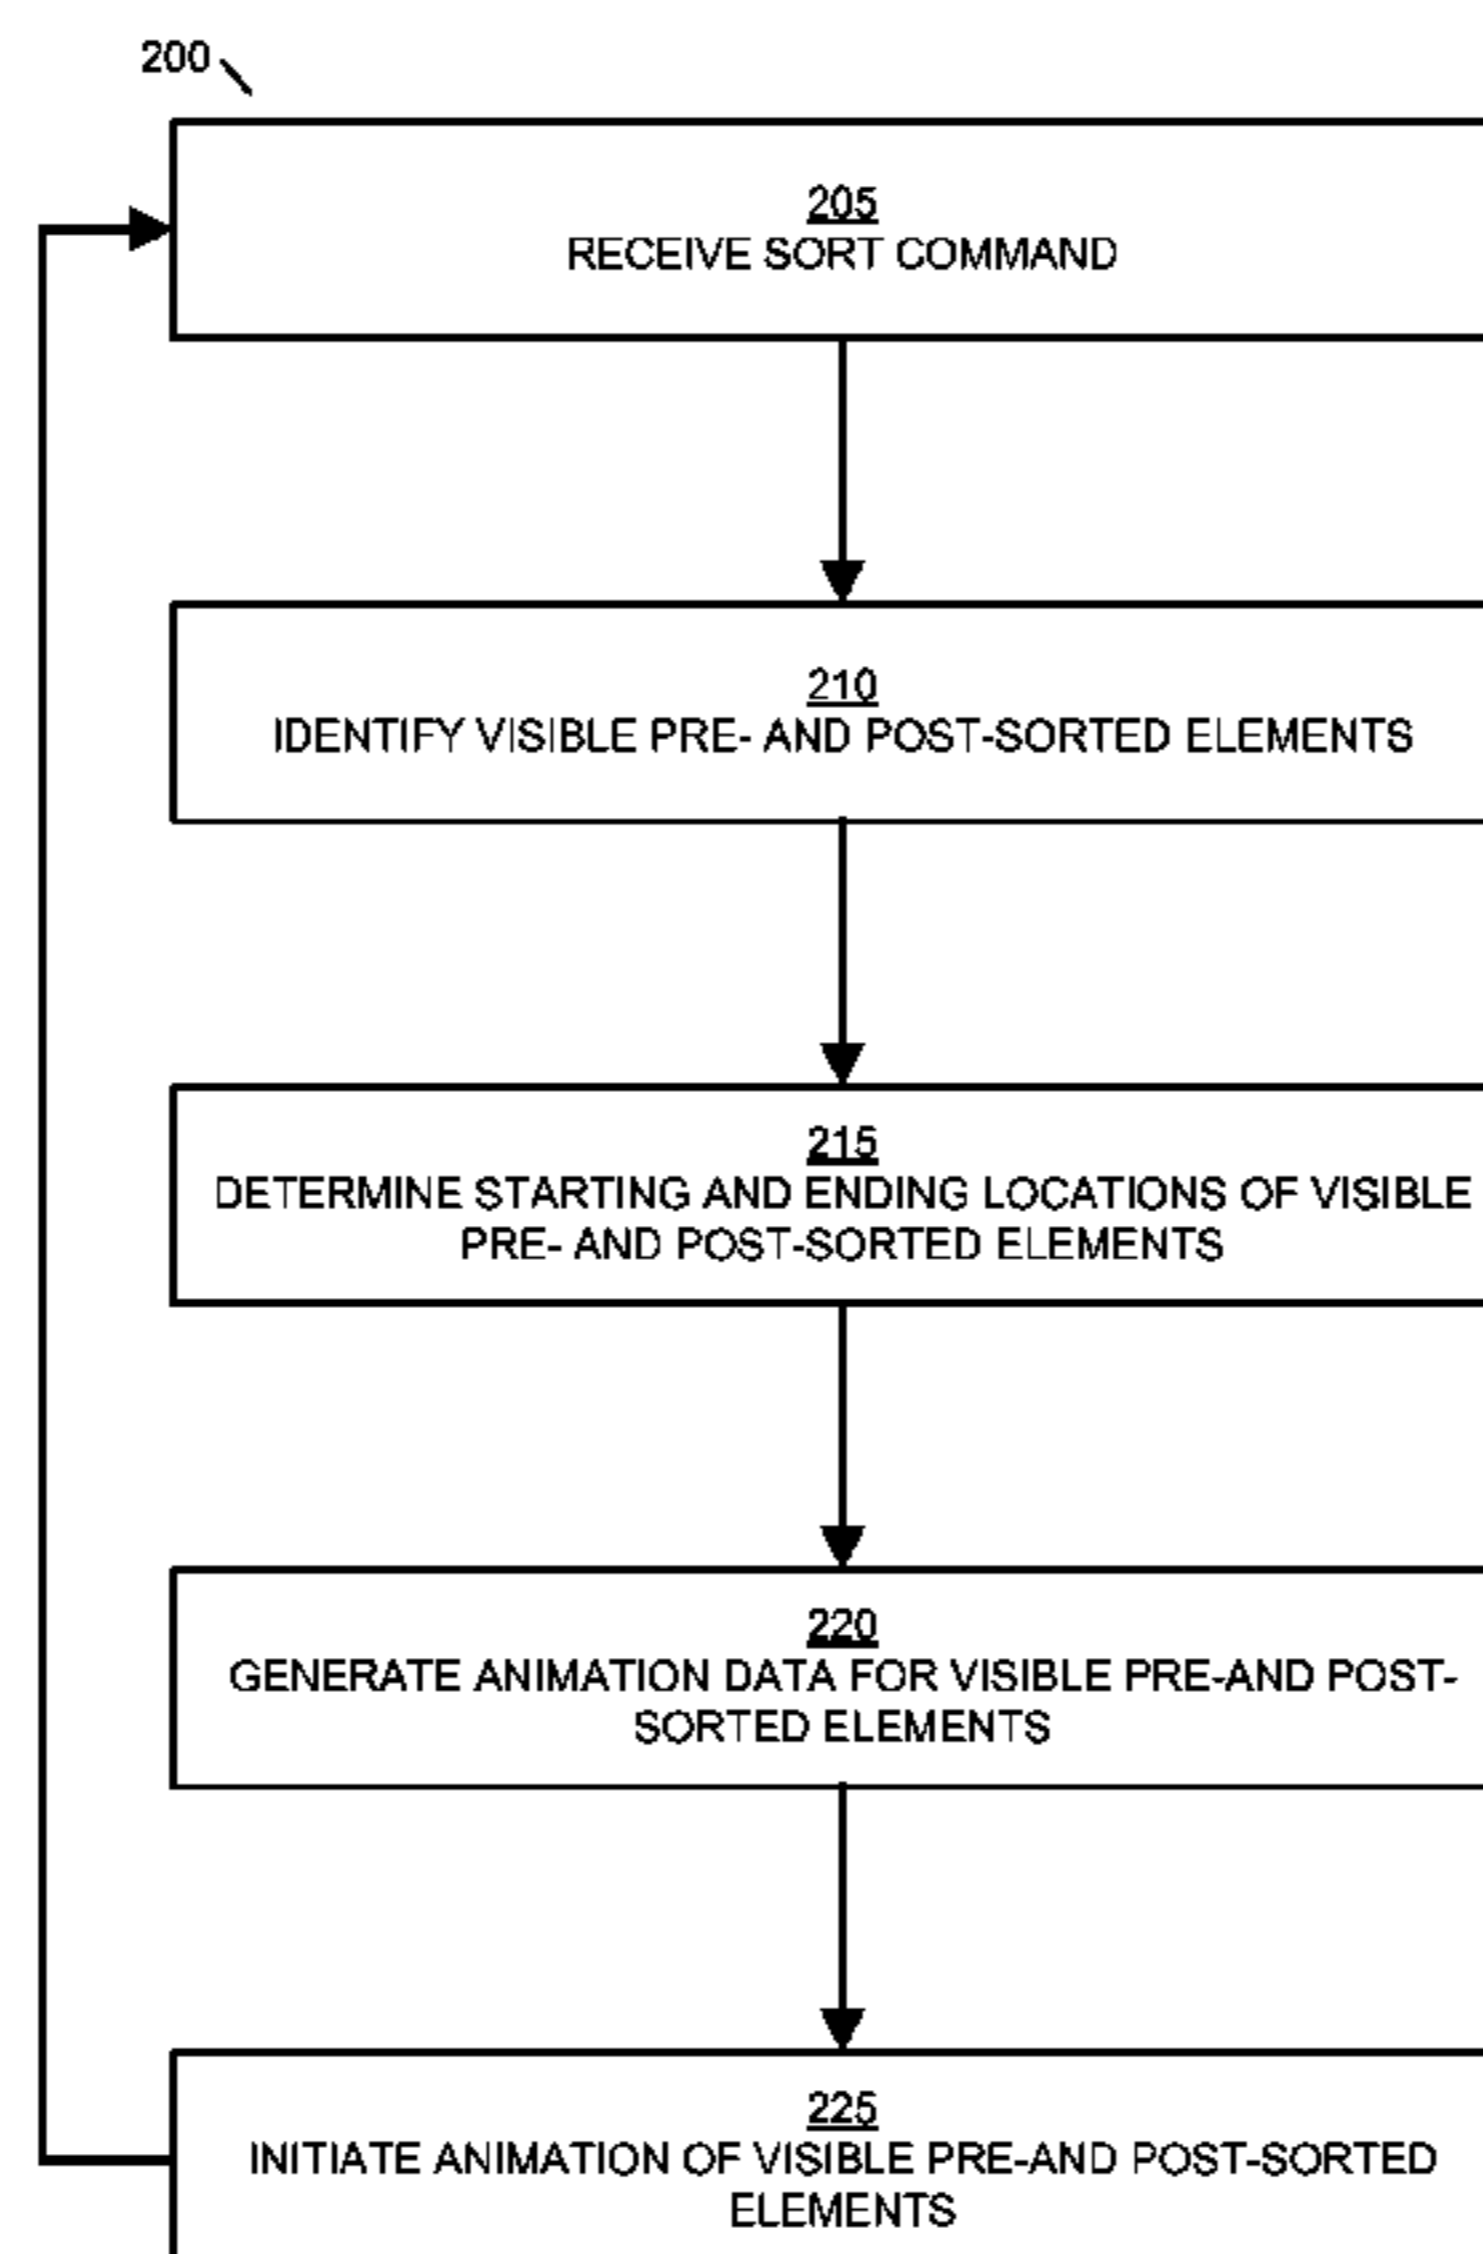 200
205
RECEIVE SORT COMMAND
210
IDENTIFY VISIBLE PRE- AND POST-SORTED ELEMENTS
215
DETERMINE STARTING AND ENDING LOCATIONS OF VISIBLE
PRE- AND POST-SORTED ELEMENTS
220
GENERATE ANIMATION DATA FOR VISIBLE PRE-AND POST-
SORTED ELEMENTS
225
INITIATE ANIMATION OF VISIBLE PRE-AND POST-SORTED
ELEMENTS